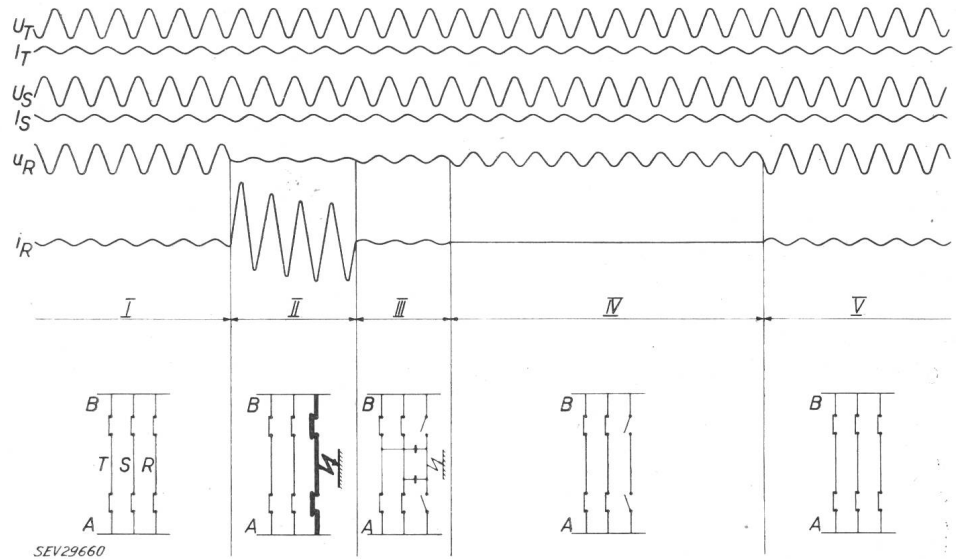 u_T
I_T
u_S
I_S
u_R
i_R
I II III IV V
B B B B B
T S R
A A A A A
SEV29660